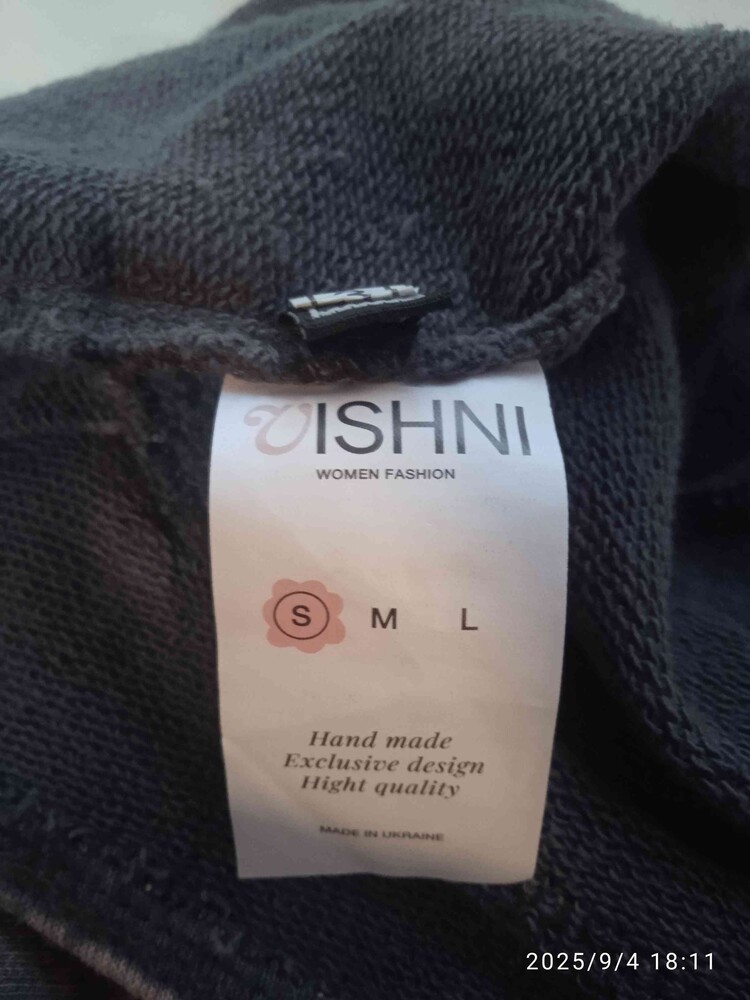 VISHNI
WOMEN FASHION
S M L
Hand made
Exclusive design
Hight quality
MADE IN UKRAINE
2025/9/4 18:11